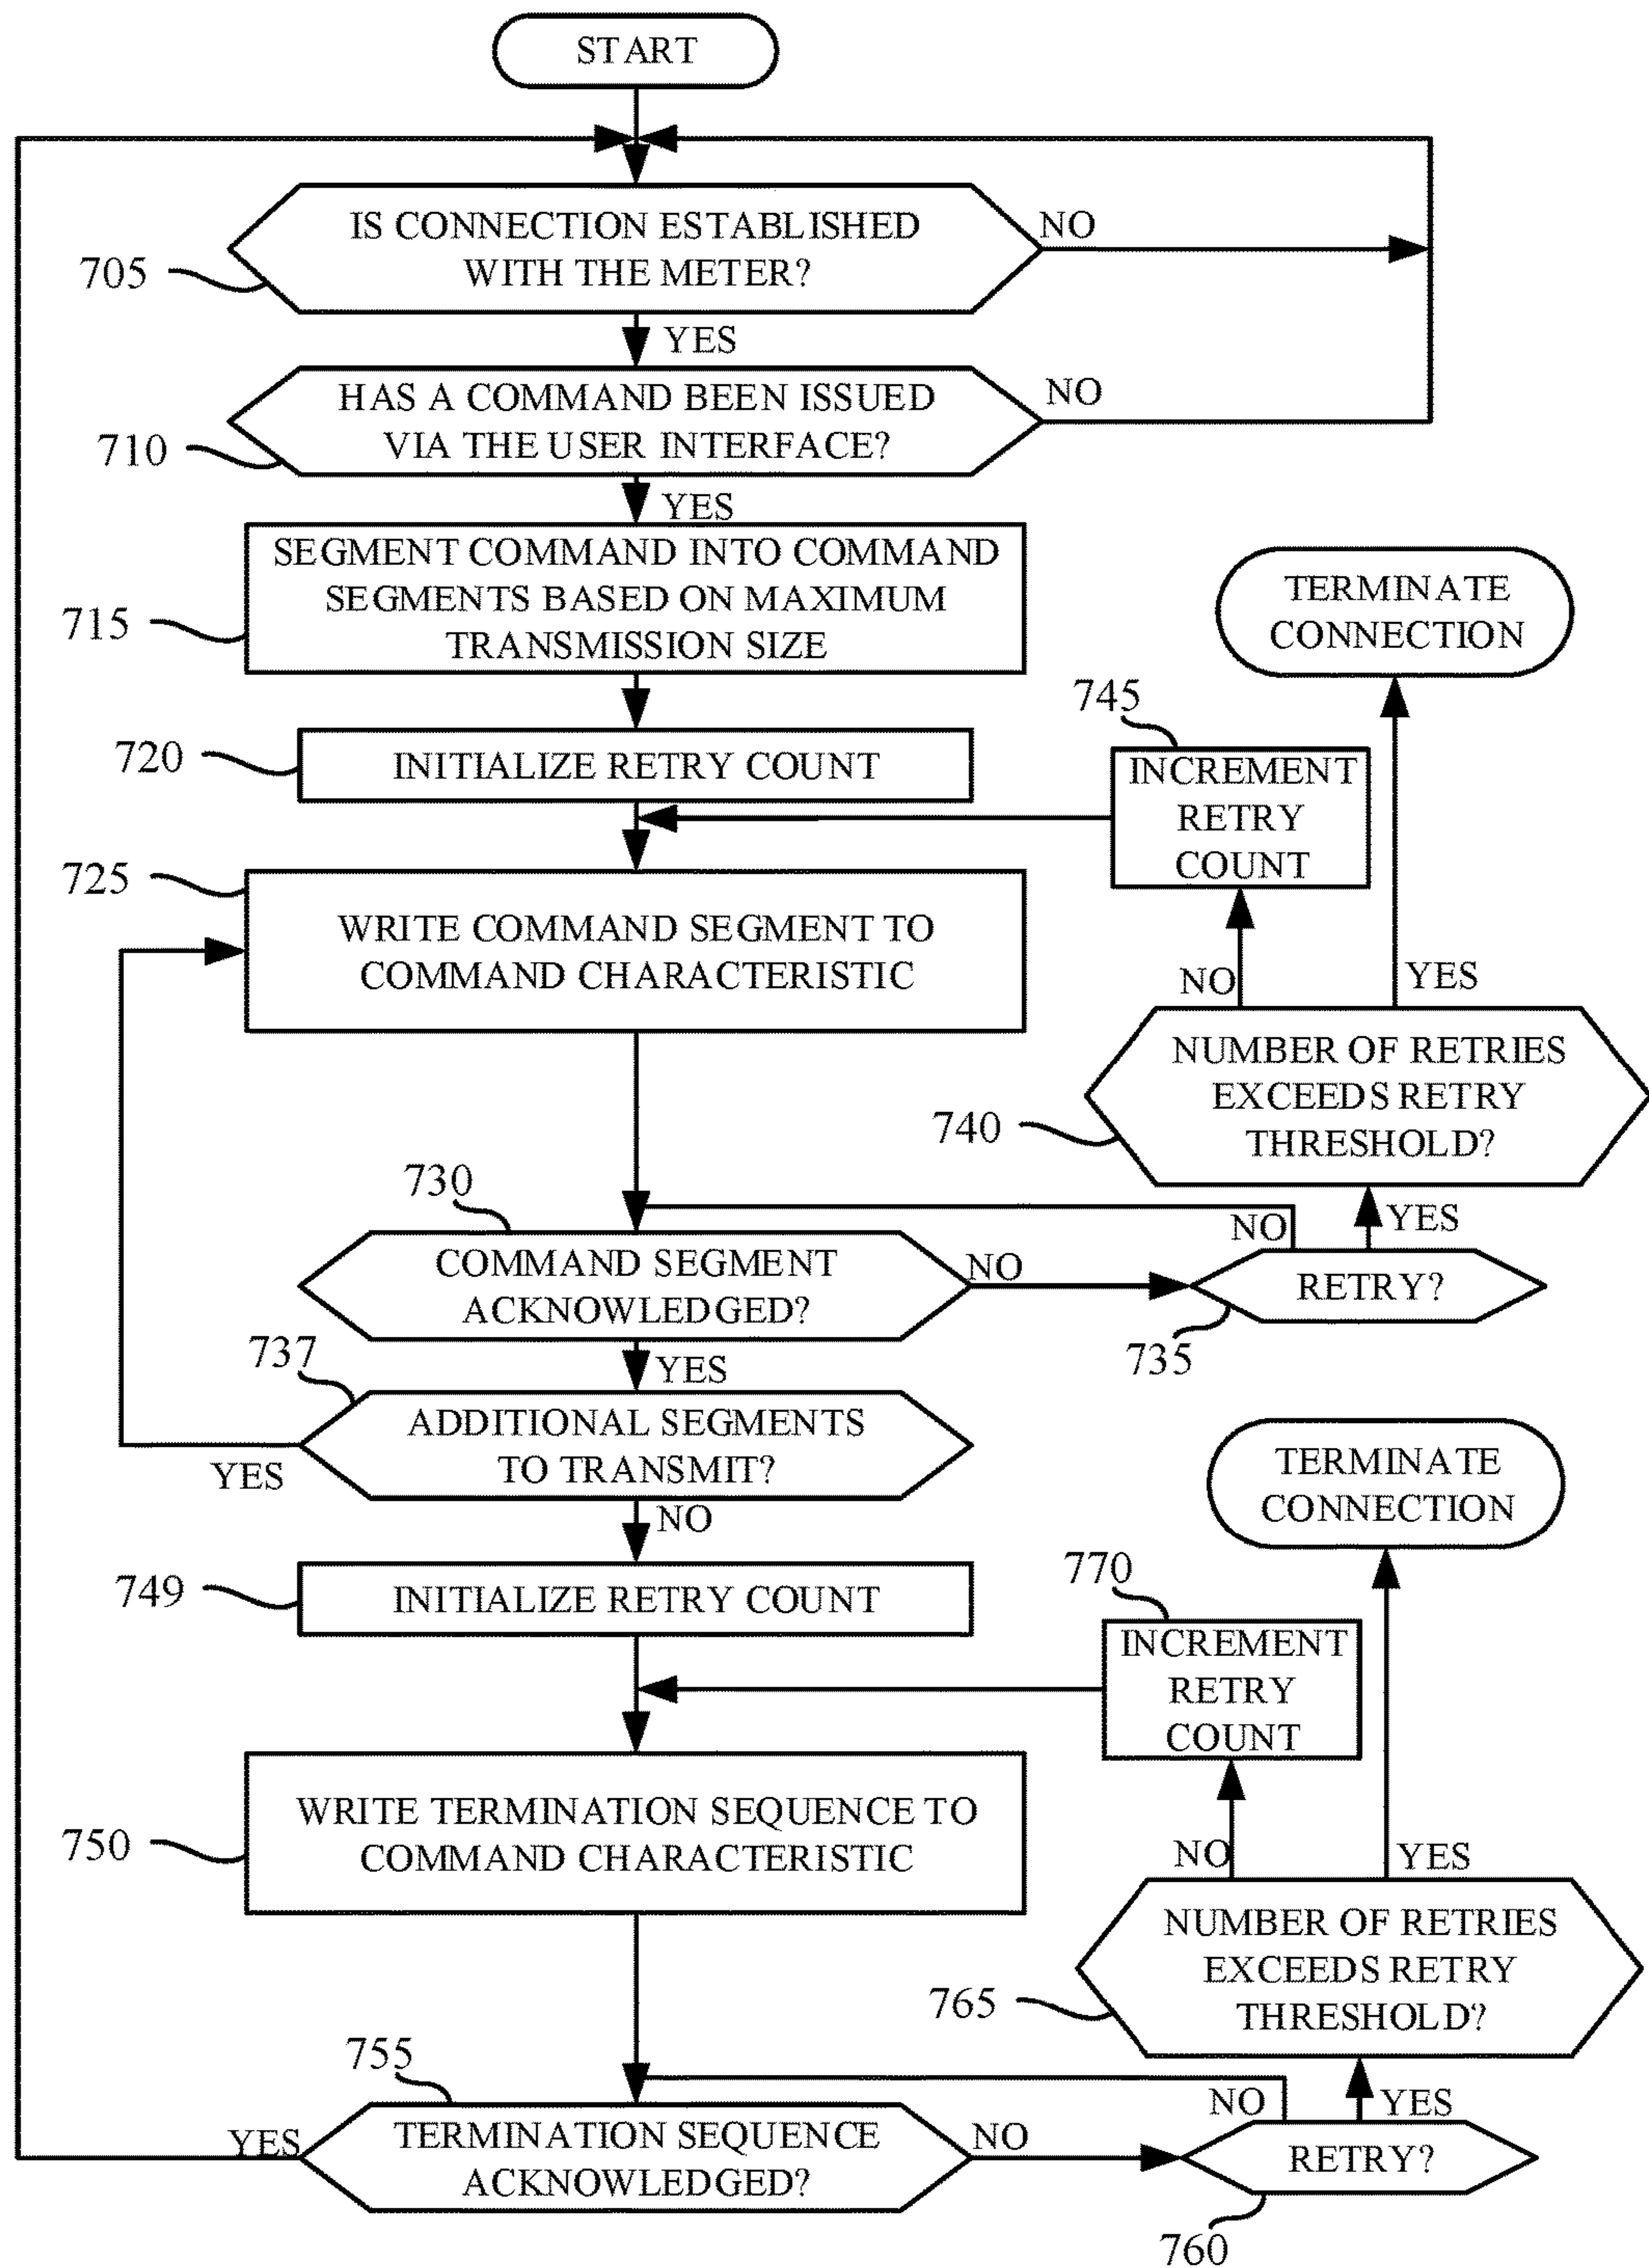 START
IS CONNECTION ESTABLISHED
WITH THE METER?
NO
705
YES
HAS A COMMAND BEEN ISSUED
VIA THE USER INTERFACE?
NO
710
YES
SEGMENT COMMAND INTO COMMAND
SEGMENTS BASED ON MAXIMUM
TRANSMISSION SIZE
715
TERMINATE
CONNECTION
720
INITIALIZE RETRY COUNT
745
INCREMENT
RETRY
COUNT
725
WRITE COMMAND SEGMENT TO
COMMAND CHARACTERISTIC
NO
YES
NUMBER OF RETRIES
EXCEEDS RETRY
THRESHOLD?
740
730
NO
YES
COMMAND SEGMENT
ACKNOWLEDGED?
NO
RETRY?
735
737
YES
ADDITIONAL SEGMENTS
TO TRANSMIT?
YES
NO
TERMINATE
CONNECTION
749
INITIALIZE RETRY COUNT
770
INCREMENT
RETRY
COUNT
750
WRITE TERMINATION SEQUENCE TO
COMMAND CHARACTERISTIC
NO
YES
NUMBER OF RETRIES
EXCEEDS RETRY
THRESHOLD?
765
755
NO
YES
YES
TERMINATION SEQUENCE
ACKNOWLEDGED?
NO
RETRY?
760